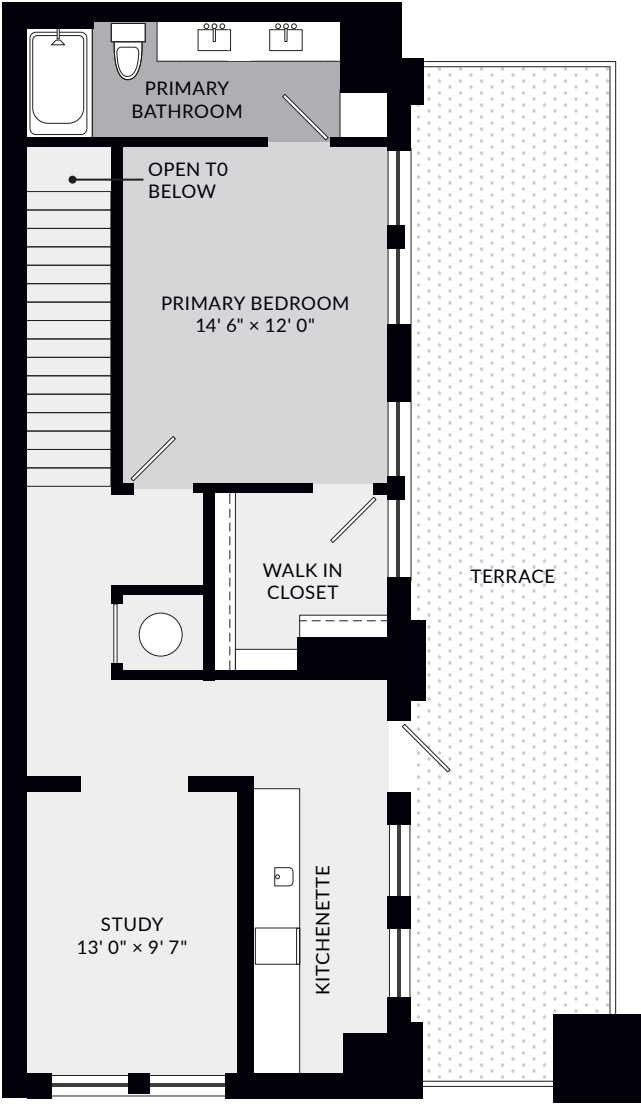 PRIMARY
BATHROOM
OPEN T0
BELOW
PRIMARY BEDROOM
14' 6" × 12' 0"
WALK IN
CLOSET
TERRACE
KITCHENETTE
STUDY
13' 0" × 9' 7"